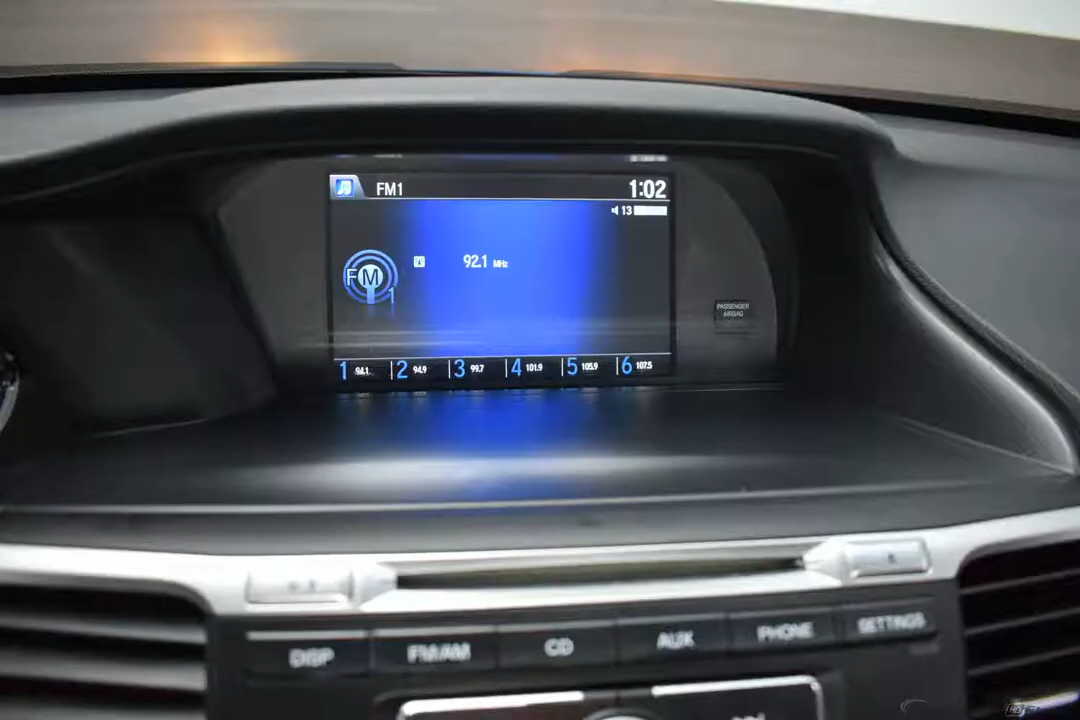 FM1
1:02
13
FM
1
A
92.1 MHz
PASSENGER
AIRBAG
1 94.1 2 94.9 3 99.7 4 101.9 5 105.9 6 107.5
DISP FM/AM CD AUX PHONE SETTINGS